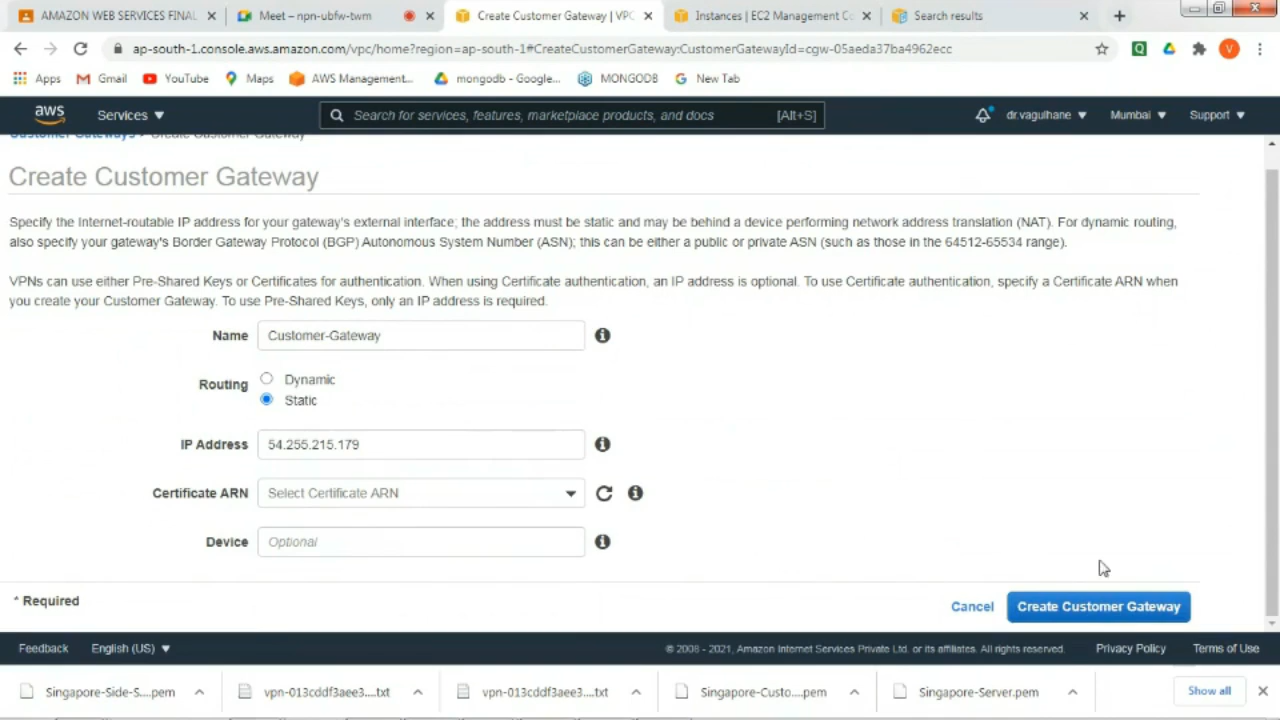 AMAZON WEB SERVICES FINAL
Meet – npn-ubfw-twm
Create Customer Gateway | VPC
Instances | EC2 Management Co
Search results
ap-south-1.console.aws.amazon.com/vpc/home?region=ap-south-1#CreateCustomerGateway:CustomerGatewayId=cgw-05aeda37ba4962ecc
Q
V
Apps
Gmail
YouTube
Maps
AWS Management...
mongodb - Google...
MONGODB
New Tab
aws
Services
Search for services, features, marketplace products, and docs
[Alt+S]
dr.vagulhane
Mumbai
Support
Customer Gateways > Create Customer Gateway
Create Customer Gateway
Specify the Internet-routable IP address for your gateway's external interface; the address must be static and may be behind a device performing network address translation (NAT). For dynamic routing,
also specify your gateway's Border Gateway Protocol (BGP) Autonomous System Number (ASN); this can be either a public or private ASN (such as those in the 64512-65534 range).
VPNs can use either Pre-Shared Keys or Certificates for authentication. When using Certificate authentication, an IP address is optional. To use Certificate authentication, specify a Certificate ARN when
you create your Customer Gateway. To use Pre-Shared Keys, only an IP address is required.
Name
Customer-Gateway
Routing
Dynamic
Static
IP Address
54.255.215.179
Certificate ARN
Select Certificate ARN
Device
Optional
* Required
Cancel
Create Customer Gateway
Feedback
English (US)
© 2008 - 2021, Amazon Internet Services Private Ltd. or its affiliates. All rights reserved.
Privacy Policy
Terms of Use
Singapore-Side-S....pem
vpn-013cddf3aee3....txt
vpn-013cddf3aee3....txt
Singapore-Custo....pem
Singapore-Server.pem
Show all